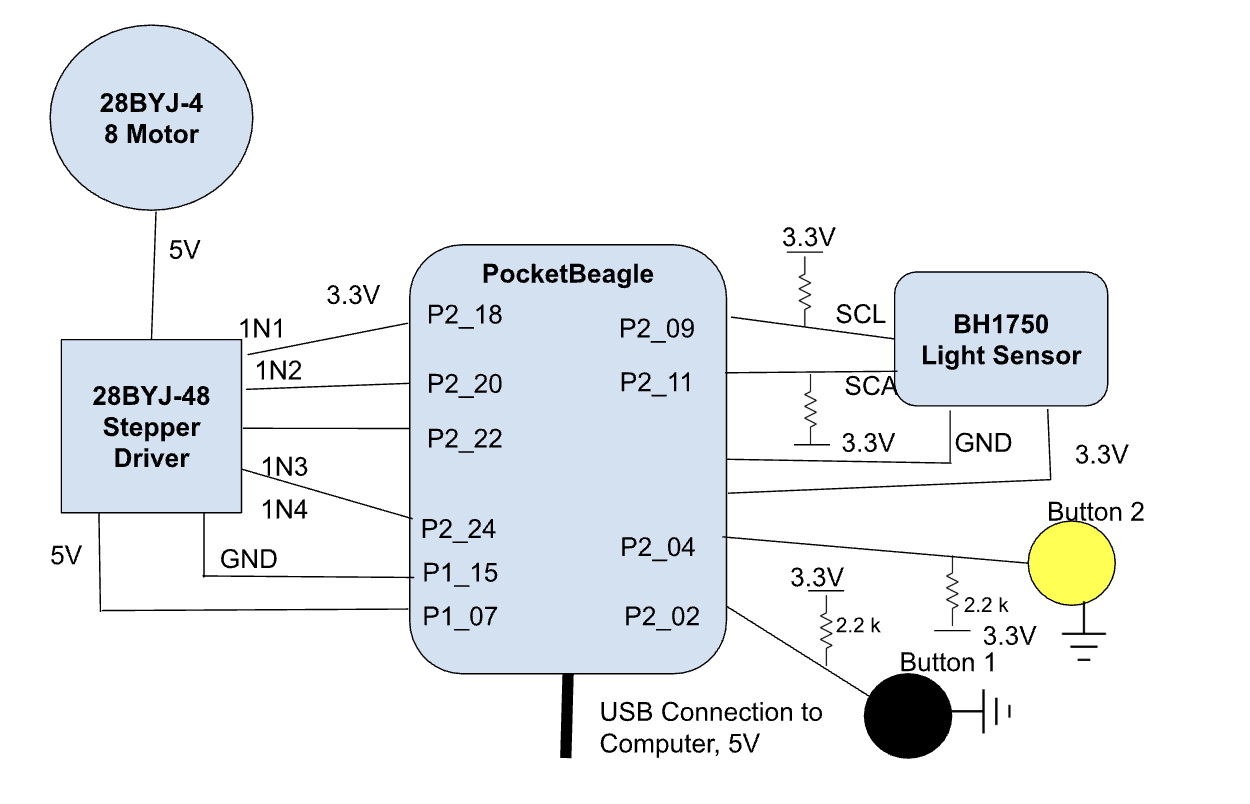 28BYJ-4
8 Motor
5V
3.3V
1N1
1N2
28BYJ-48
Stepper
Driver
1N3
1N4
5V
GND
PocketBeagle
P2_18
P2_20
P2_22
P2_24
P1_15
P1_07
P2_09
P2_11
P2_04
P2_02
3.3V
SCL
BH1750
Light Sensor
SCA
3.3V
GND
3.3V
Button 2
2.2 k
3.3V
3.3V
2.2 k
Button 1
USB Connection to
Computer, 5V